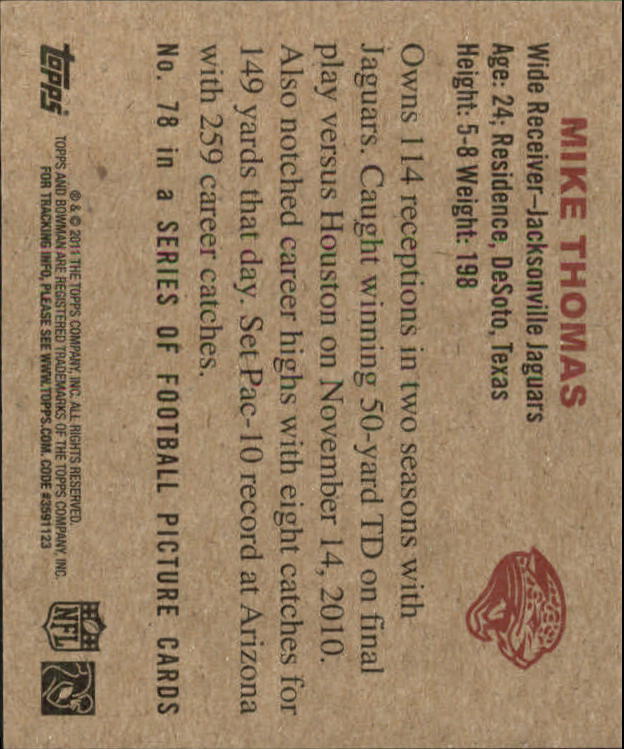 MIKE THOMAS
Wide Receiver–Jacksonville Jaguars
Age: 24; Residence, DeSoto, Texas
Height: 5-8 Weight: 198
Owns 114 receptions in two seasons with
Jaguars. Caught winning 50-yard TD on final
play versus Houston on November 14, 2010.
Also notched career highs with eight catches for
149 yards that day. Set Pac-10 record at Arizona
with 259 career catches.
No. 78 in a SERIES OF FOOTBALL PICTURE CARDS
topps
® & © 2011 THE TOPPS COMPANY, INC. ALL RIGHTS RESERVED.
TOPPS AND BOWMAN ARE REGISTERED TRADEMARKS OF THE TOPPS COMPANY, INC.
FOR TRACKING INFO, PLEASE SEE WWW.TOPPS.COM. CODE #3591123
NFL